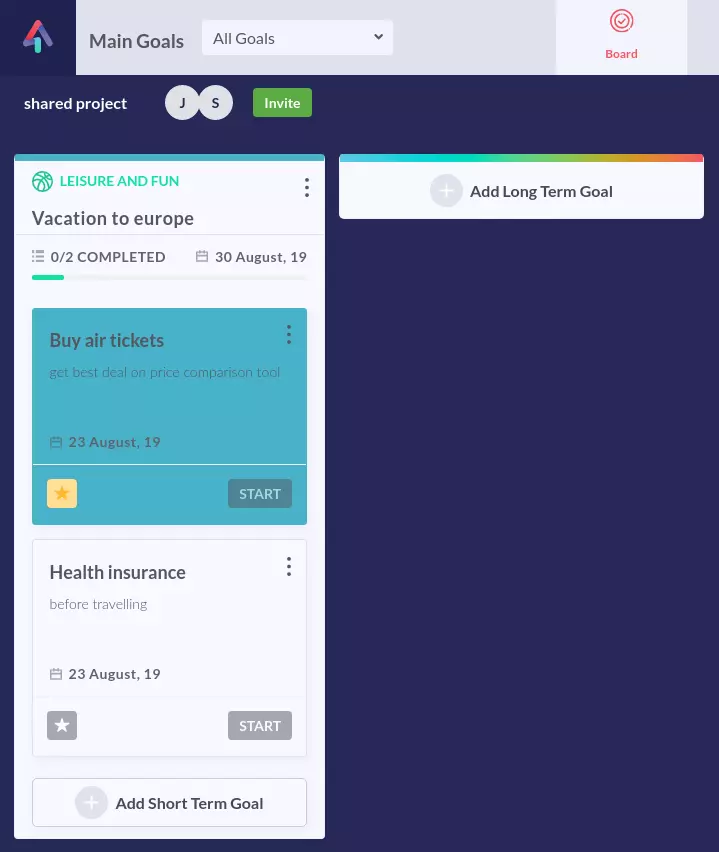 Main Goals
All Goals
Board
shared project
J
S
Invite
LEISURE AND FUN
Vacation to europe
0/2 COMPLETED
30 August, 19
Buy air tickets
get best deal on price comparison tool
23 August, 19
START
Health insurance
before travelling
23 August, 19
START
Add Short Term Goal
Add Long Term Goal